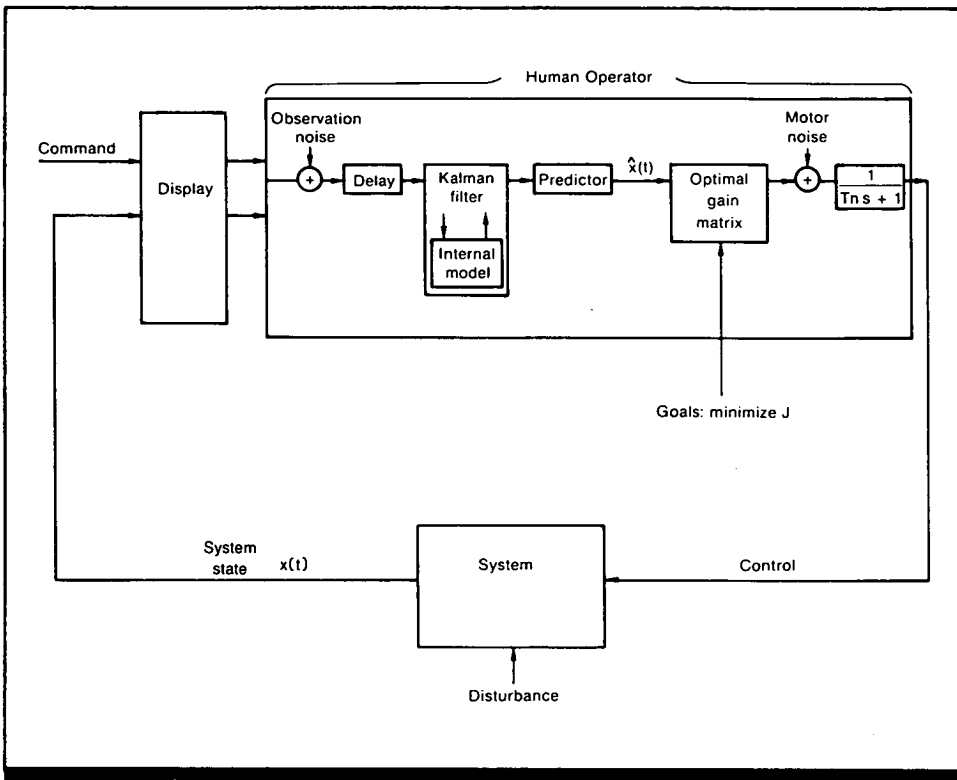 Human Operator
Observation
noise
Motor
noise
Command
Display
Delay
Kalman
filter
Internal
model
Predictor
x̂(t)
Optimal
gain
matrix
1
Tn s + 1
+
+
Goals: minimize J
System
state x(t)
System
Control
Disturbance